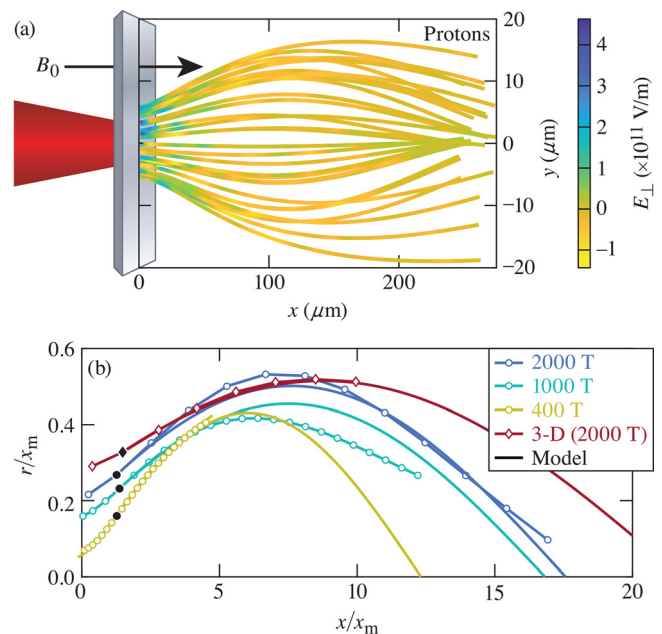 (a)
B0
Protons
20
10
0
−10
−20
y (μm)
0
100
200
x (μm)
4
3
2
1
0
−1
E⊥ (×10¹¹ V/m)
(b)
0.6
0.4
0.2
0.0
r/xm
0
5
10
15
20
x/xm
2000 T
1000 T
400 T
3-D (2000 T)
Model